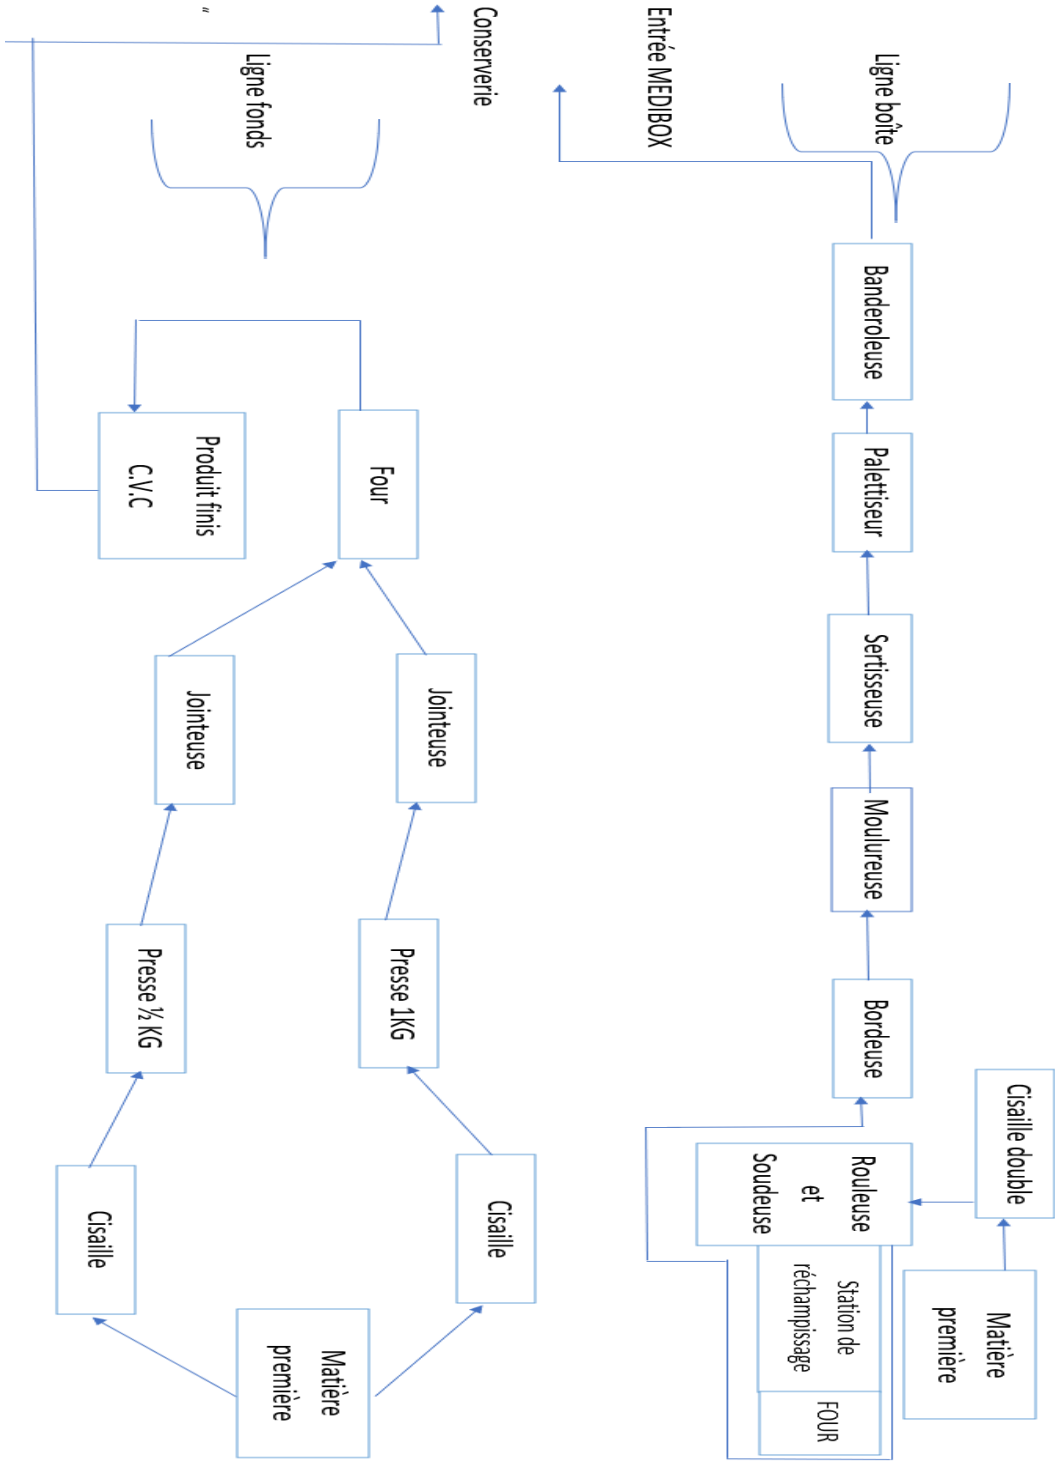 Ligne boîte
Entrée MEDIBOX
Conserverie
Ligne fonds
"
Matière
première
Cisaille double
Rouleuse
et
Soudeuse
Station de
réchampissage
FOUR
Bordeuse
Moulureuse
Sertisseuse
Palettiseur
Banderoleuse
Matière
première
Cisaille
Cisaille
Presse 1KG
Presse ½ KG
Jointeuse
Jointeuse
Four
Produit finis
C.V.C